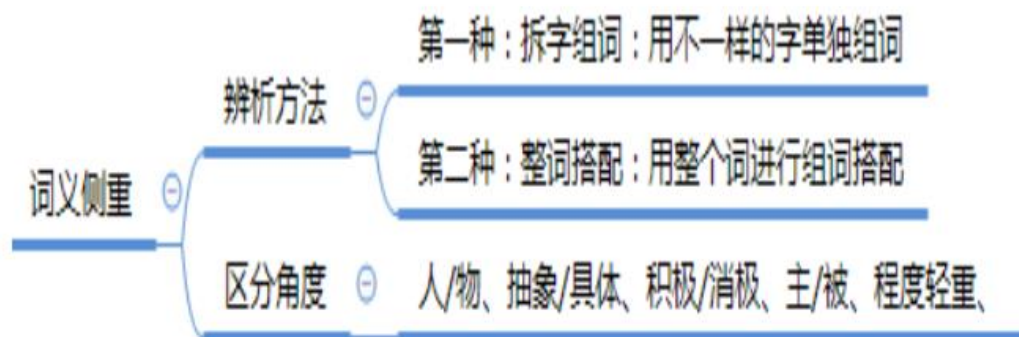 第一种：拆字组词：用不一样的字单独组词
辨析方法
第二种：整词搭配：用整个词进行组词搭配
词义侧重
区分角度
人/物、抽象/具体、积极/消极、主/被、程度轻重、